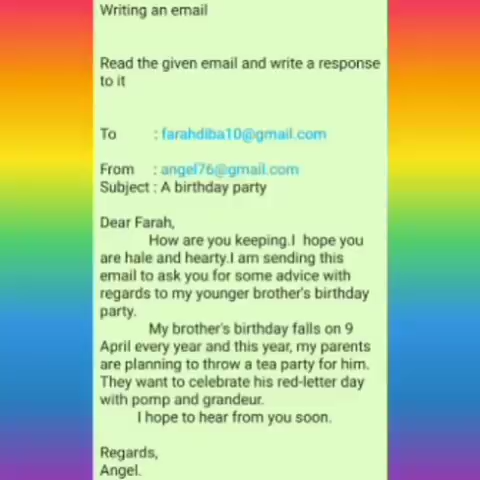 Writing an email
Read the given email and write a response
to it
To : farahdiba10@gmail.com
From : angel76@gmail.com
Subject : A birthday party
Dear Farah,
How are you keeping.I hope you
are hale and hearty.I am sending this
email to ask you for some advice with
regards to my younger brother's birthday
party.
My brother's birthday falls on 9
April every year and this year, my parents
are planning to throw a tea party for him.
They want to celebrate his red-letter day
with pomp and grandeur.
I hope to hear from you soon.
Regards,
Angel.